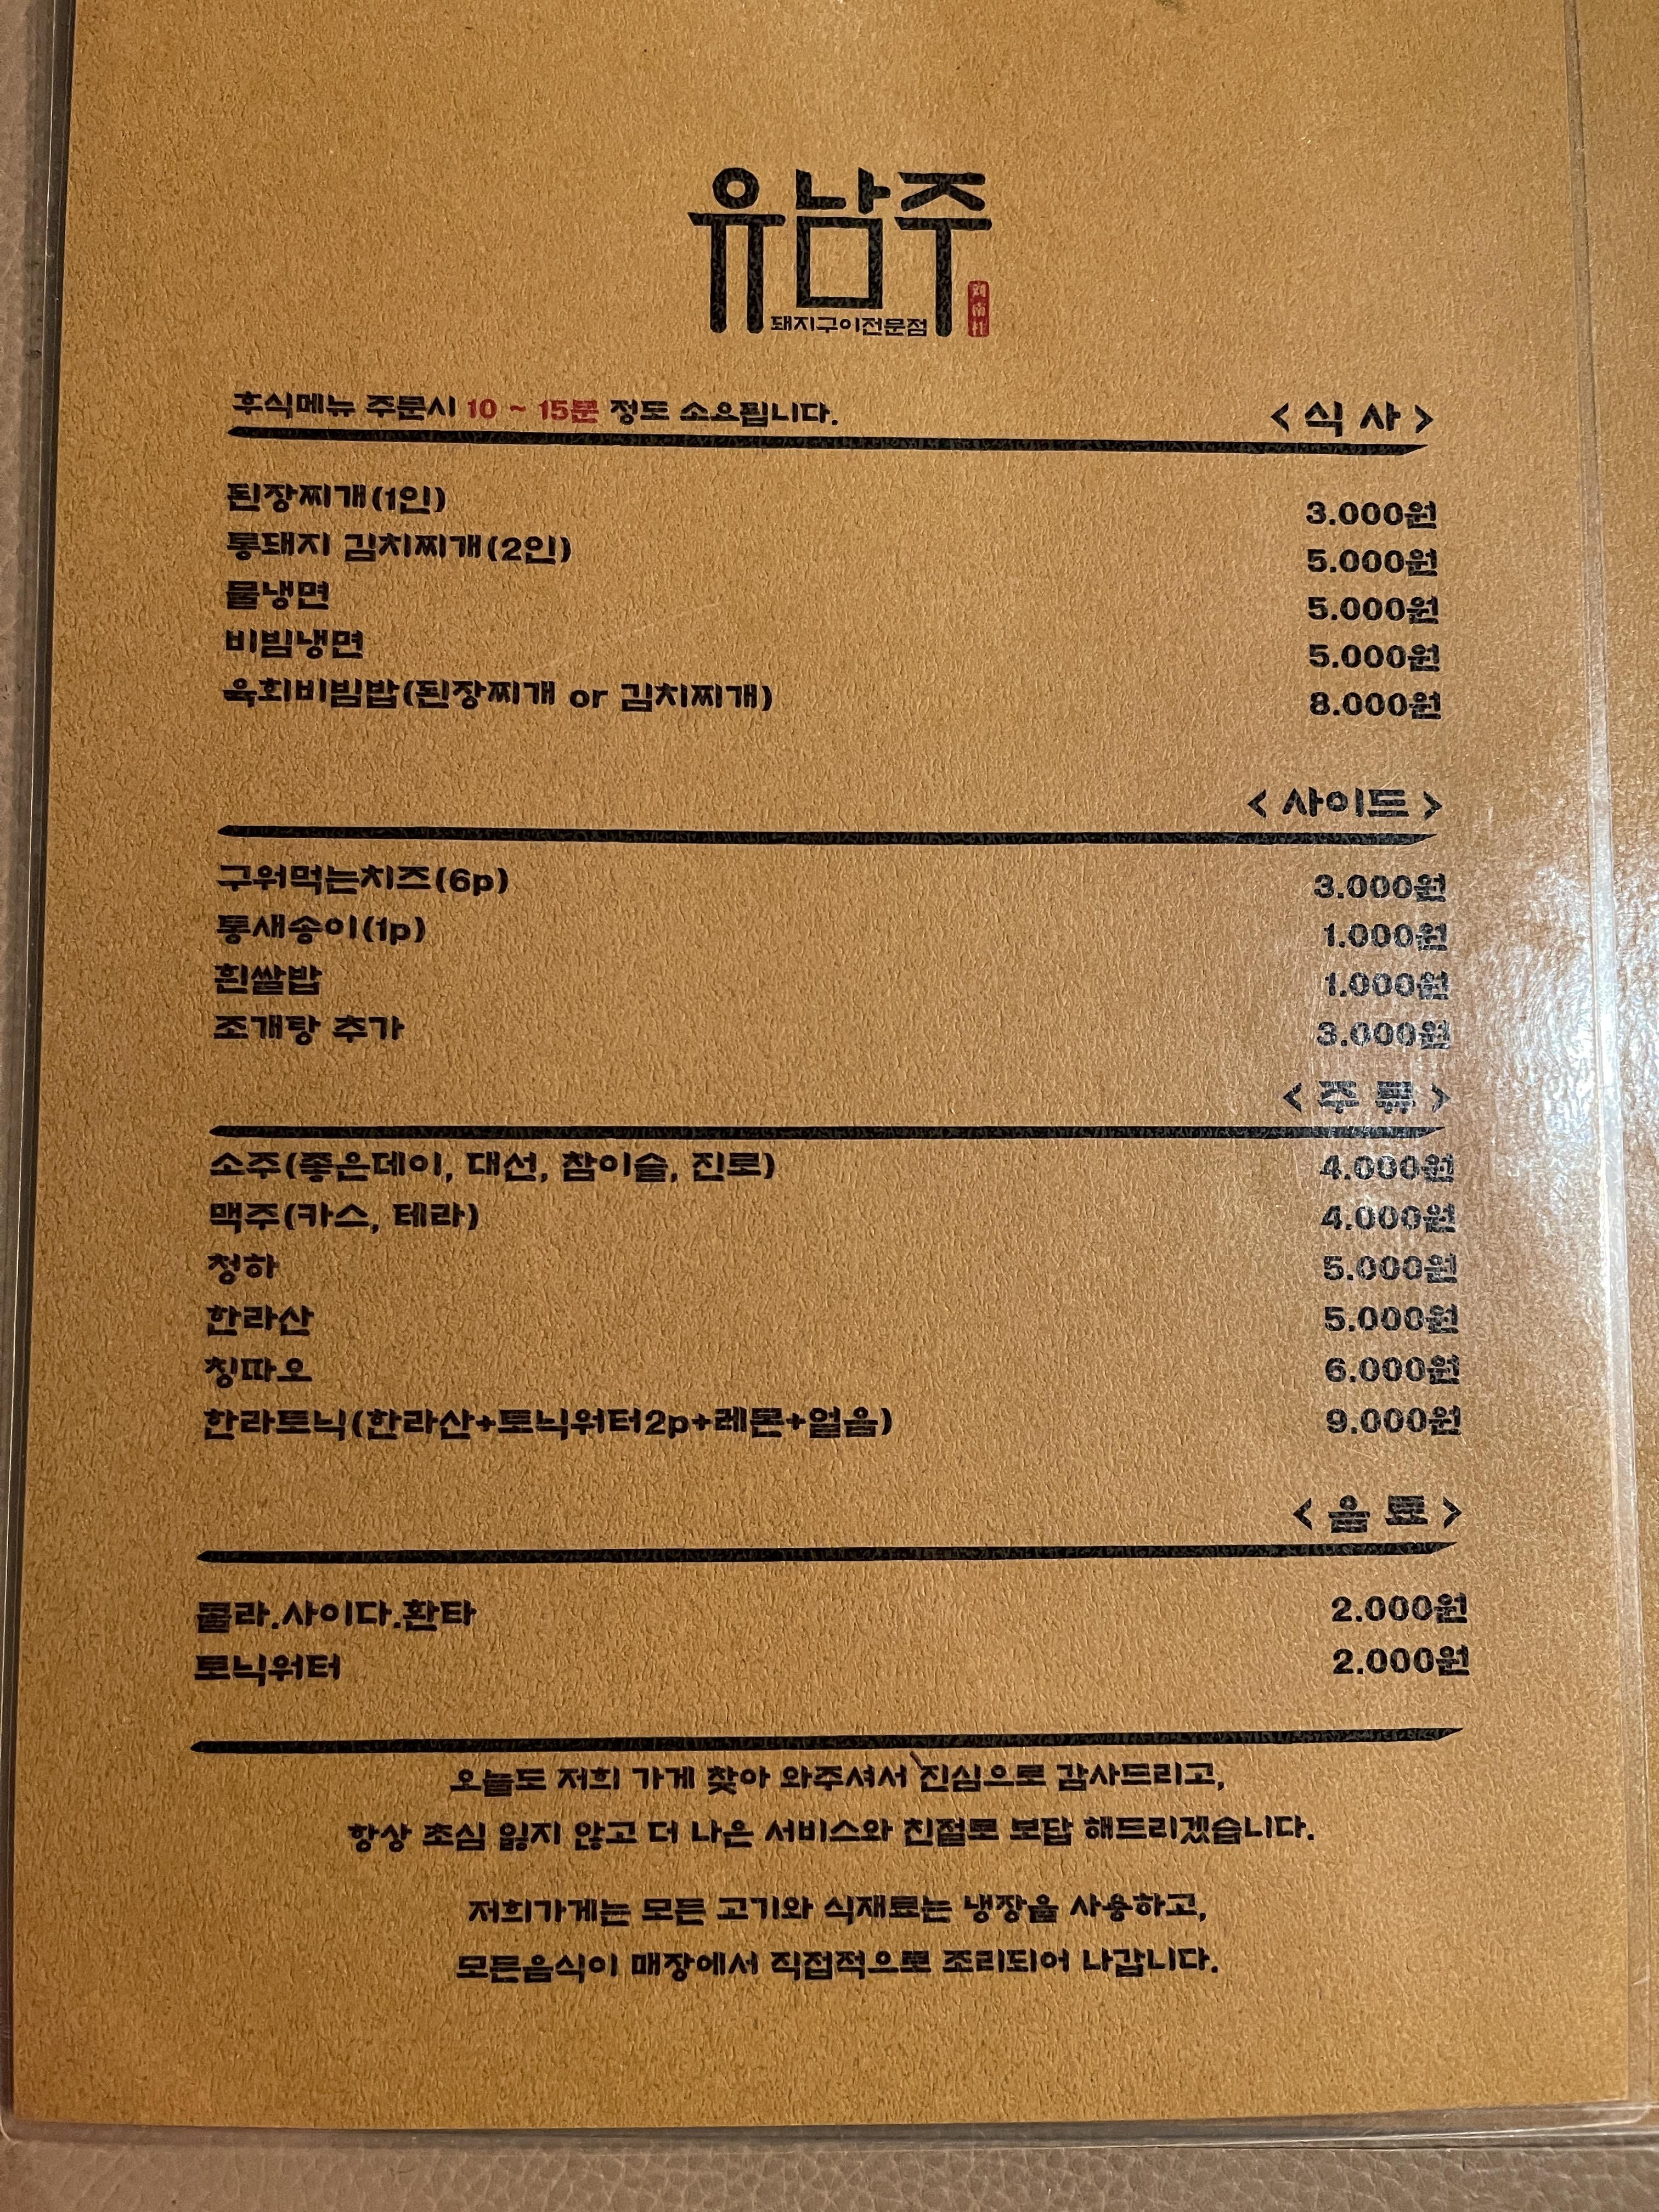 유남주
돼지구이전문점
후식메뉴 주문시 10 ~ 15분 정도 소요됩니다.
< 식 사 >
된장찌개(1인) 3.000원
통돼지 김치찌개(2인) 5.000원
물냉면 5.000원
비빔냉면 5.000원
육회비빔밥(된장찌개 or 김치찌개) 8.000원
< 사이드 >
구워먹는치즈(6p) 3.000원
통새송이(1p) 1.000원
흰쌀밥 1.000원
조개탕 추가 3.000원
< 주 류 >
소주(좋은데이, 대선, 참이슬, 진로) 4.000원
맥주(카스, 테라) 4.000원
청하 5.000원
한라산 5.000원
칭따오 6.000원
한라토닉(한라산+토닉워터2p+레몬+얼음) 9.000원
< 음 료 >
콜라.사이다.환타 2.000원
토닉워터 2.000원
오늘도 저희 가게 찾아 와주셔서 진심으로 감사드리고,
항상 초심 잃지 않고 더 나은 서비스와 친절로 보답 해드리겠습니다.
저희가게는 모든 고기와 식재료는 냉장을 사용하고,
모든음식이 매장에서 직접적으로 조리되어 나갑니다.